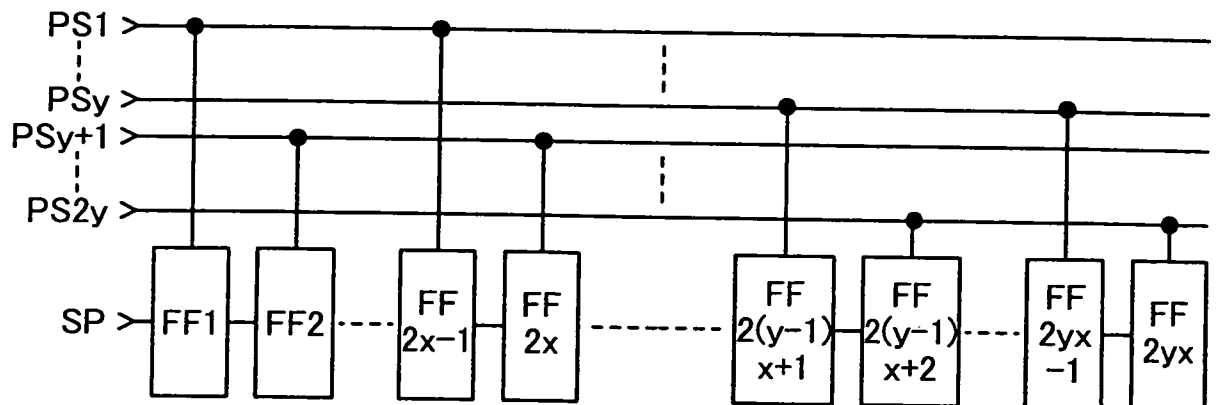 PS1
PSy
PSy+1
PS2y
SP
FF1
FF2
FF
2x-1
FF
2x
FF
2(y-1)
x+1
FF
2(y-1)
x+2
FF
2yx
-1
FF
2yx